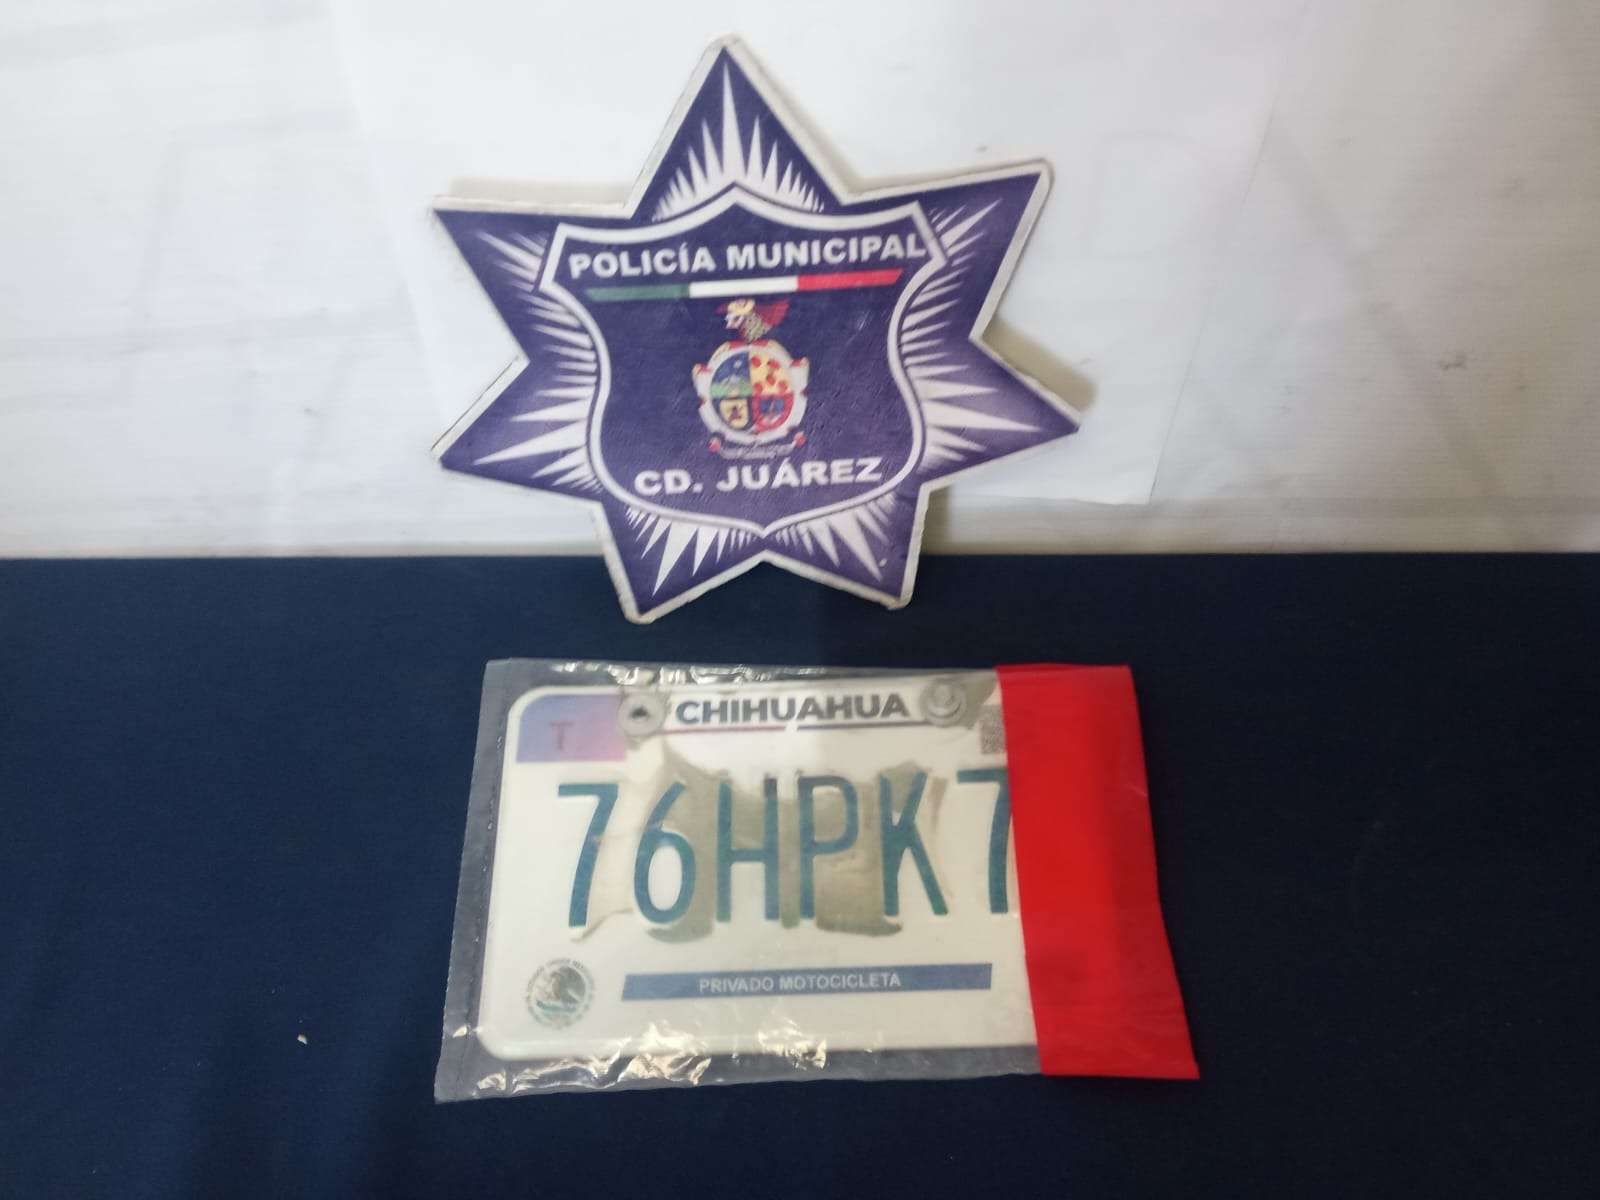 POLICÍA MUNICIPAL
CD. JUÁREZ
T
CHIHUAHUA
76HPK7
PRIVADO MOTOCICLETA